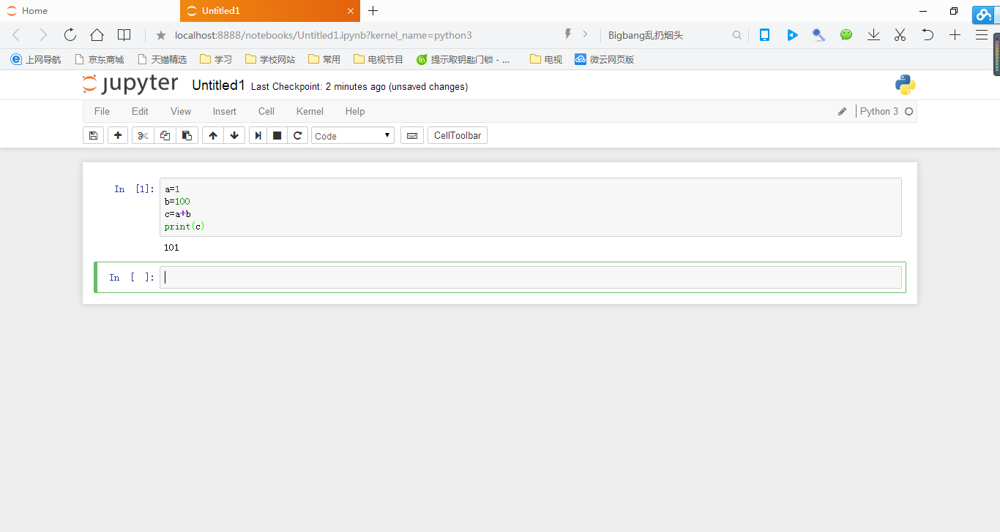 Home
Untitled1
localhost:8888/notebooks/Untitled1.ipynb?kernel_name=python3
Bigbang乱扔烟头
上网导航 京东商城 天猫精选 学习 学校网站 常用 电视节目 提示取钥匙门锁 - ... 电视 微云网页版
jupyter Untitled1 Last Checkpoint: 2 minutes ago (unsaved changes)
File Edit View Insert Cell Kernel Help Python 3
Code CellToolbar
In [1]: a=1
b=100
c=a+b
print(c)
101
In [ ]: